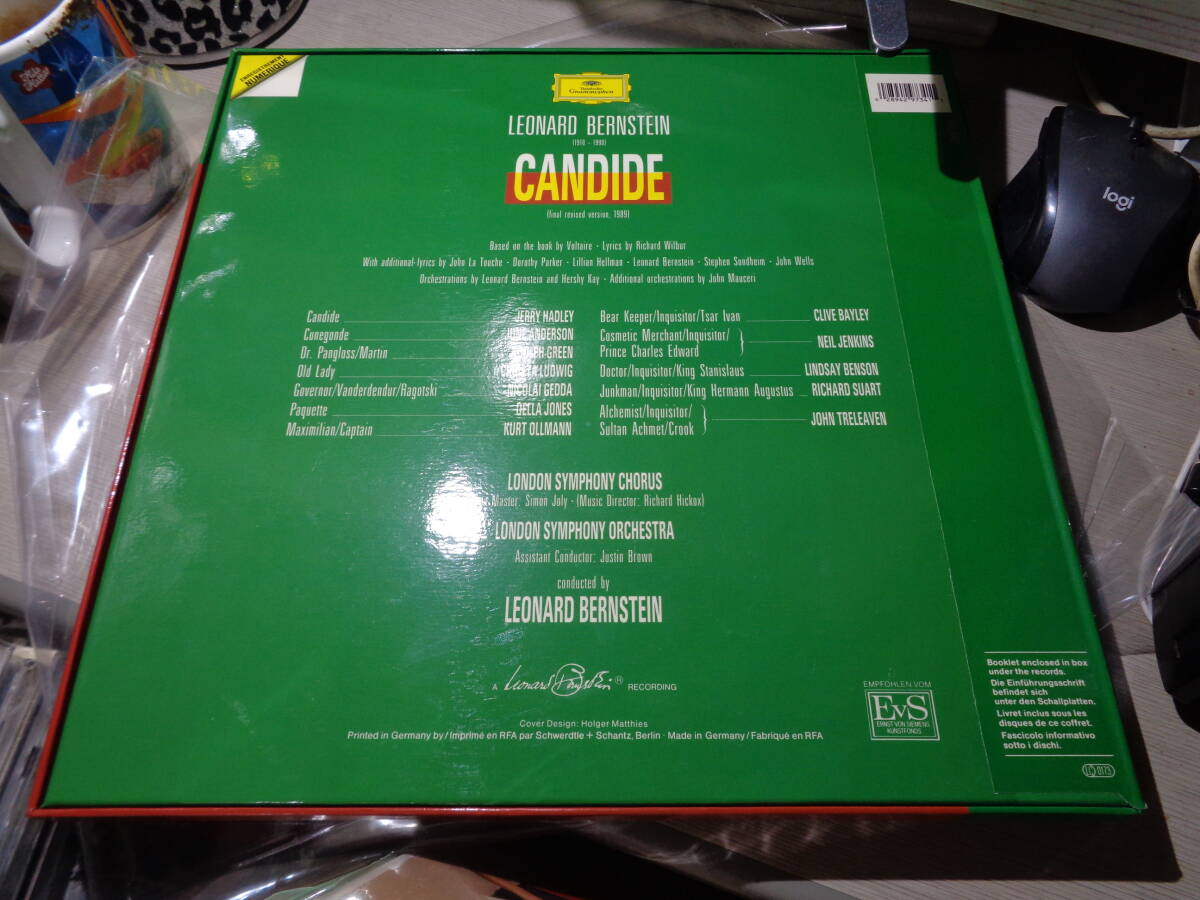 ENREGISTREMENT
NUMÉRIQUE
Deutsche
Grammophon
LEONARD BERNSTEIN
(1918 - 1990)
CANDIDE
(final revised version, 1989)
Based on the book by Voltaire · Lyrics by Richard Wilbur
With additional lyrics by John La Touche · Dorothy Parker · Lillian Hellman · Leonard Bernstein · Stephen Sondheim · John Wells
Orchestrations by Leonard Bernstein and Hershy Kay · Additional orchestrations by John Mauceri
Candide JERRY HADLEY
Cunegonde JUNE ANDERSON
Dr. Pangloss/Martin GREEN
Old Lady LUDWIG
Governor/Vanderdendur/Ragotski NICOLAI GEDDA
Paquette DELLA JONES
Maximilian/Captain KURT OLLMANN
Bear Keeper/Inquisitor/Tsar Ivan CLIVE BAYLEY
Cosmetic Merchant/Inquisitor/
Prince Charles Edward NEIL JENKINS
Doctor/Inquisitor/King Stanislaus LINDSAY BENSON
Junkman/Inquisitor/King Hermann Augustus RICHARD SUART
Alchemist/Inquisitor/
Sultan Achmet/Crook JOHN TRELEAVEN
LONDON SYMPHONY CHORUS
Master: Simon Joly - (Music Director: Richard Hickox)
LONDON SYMPHONY ORCHESTRA
Assistant Conductor: Justin Brown
conducted by
LEONARD BERNSTEIN
A Leonard Bernstein ® RECORDING
Cover Design: Holger Matthies
Printed in Germany by / Imprimé en RFA par Schwerdtle + Schantz, Berlin · Made in Germany / Fabriqué en RFA
EMPFOHLEN VOM
EvS
ERNST VON SIEMENS
KUNSTFONDS
Booklet enclosed in box
under the records.
Die Einführungsschrift
befindet sich
unter den Schallplatten.
Livret inclus sous les
disques de ce coffret.
Fascicolo informativo
sotto i dischi.
LC 0173
logi